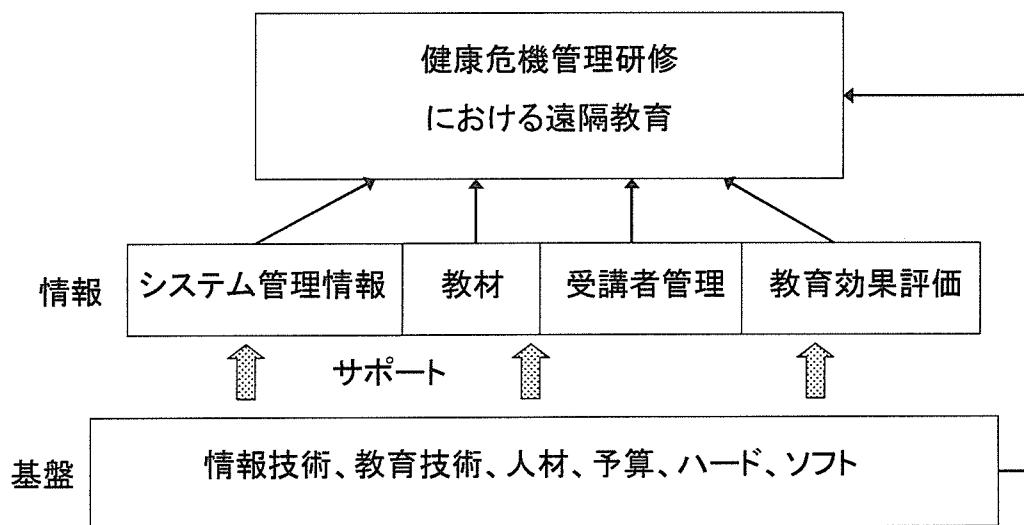 健康危機管理研修
における遠隔教育
情報
システム管理情報
教材
受講者管理
教育効果評価
サポート
基盤
情報技術、教育技術、人材、予算、ハード、ソフト